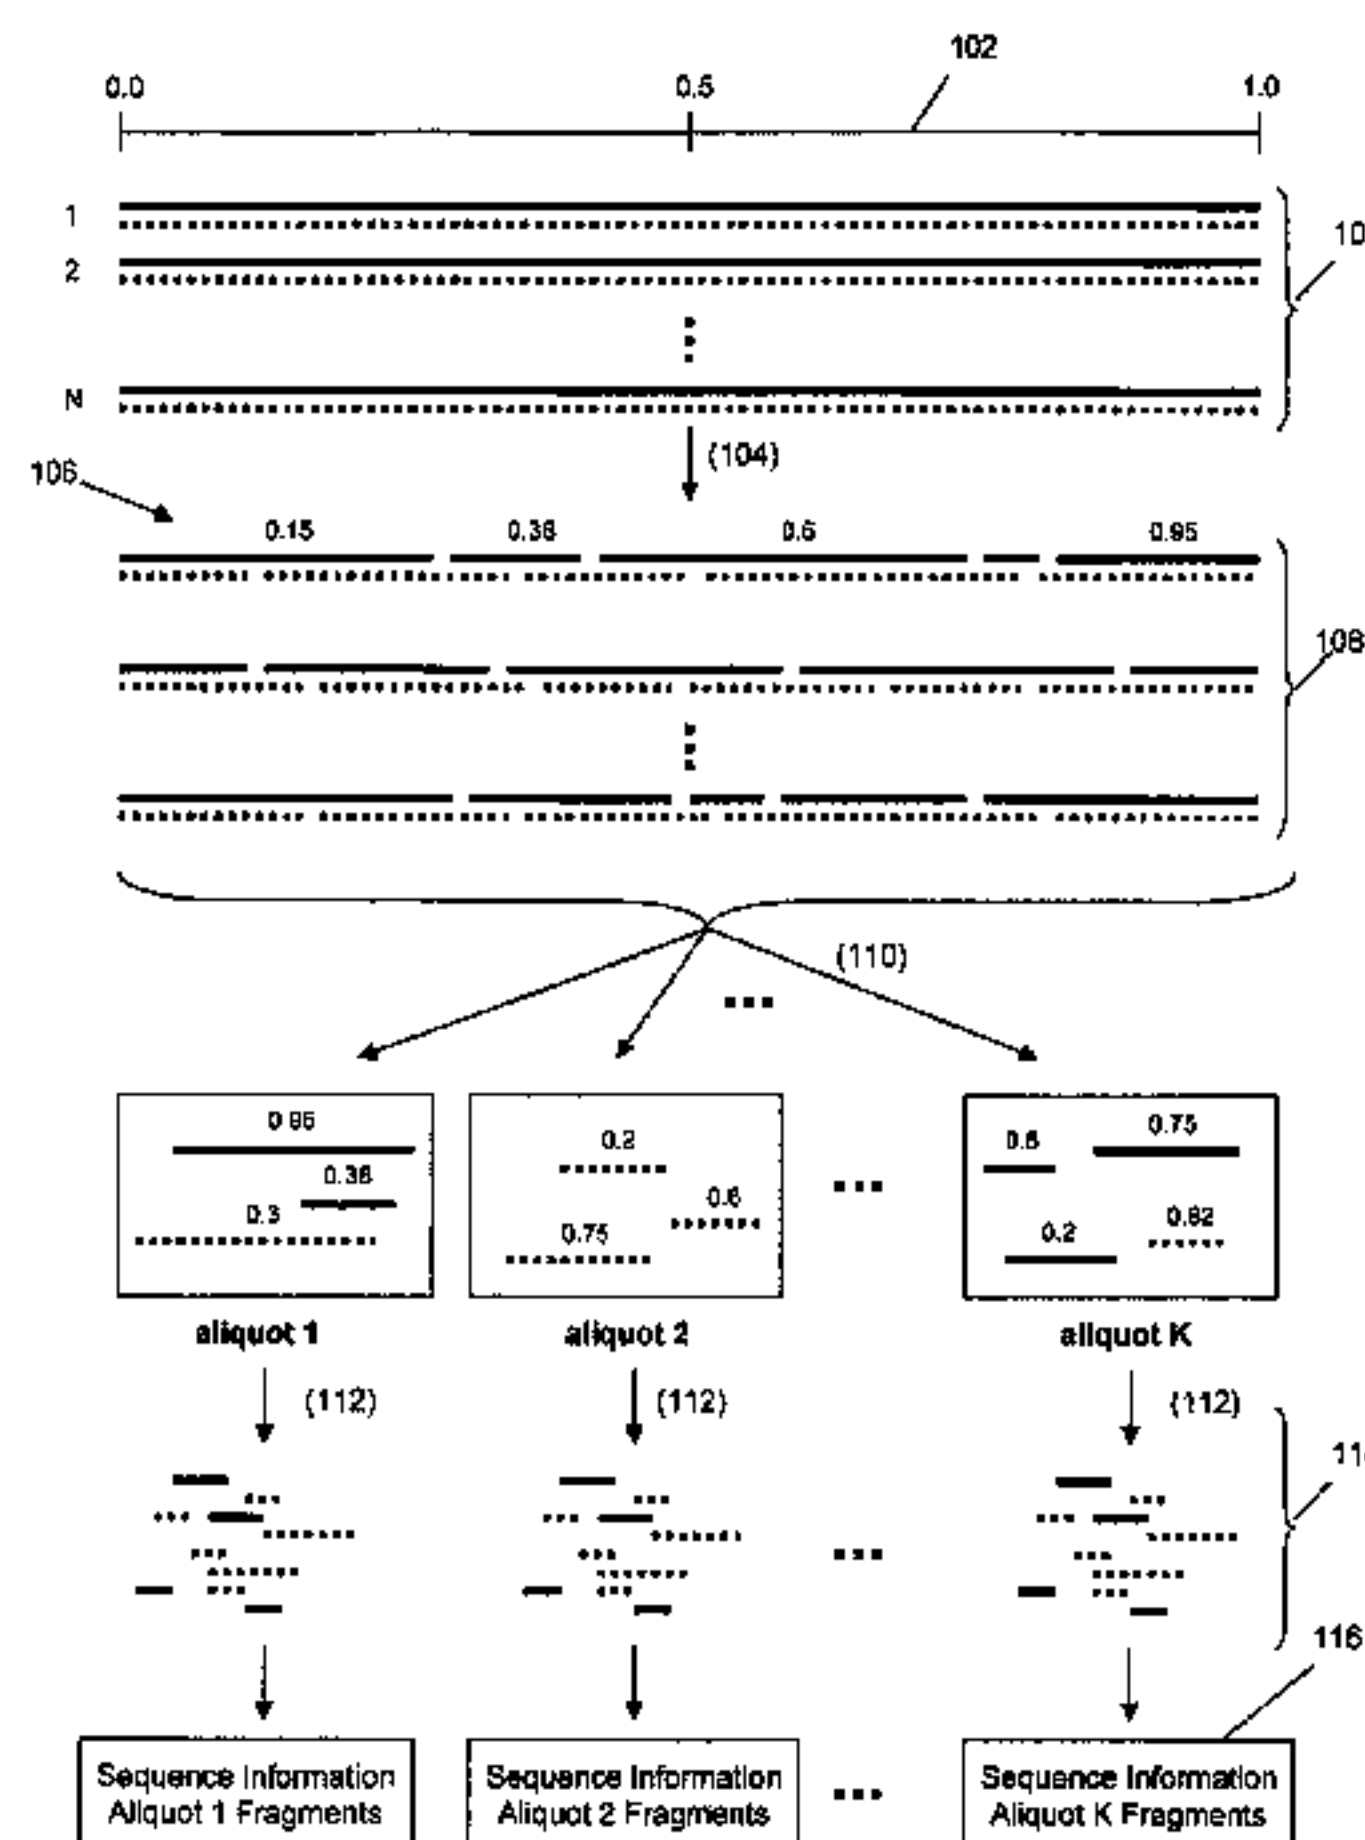 102
0.0 0.5 1.0
1
10
2
N
(104)
106
0.15 0.38 0.6 0.95
108
(110)
0.95
0.38
0.3
0.2
0.6
0.75
0.6
0.75
0.2
0.82
aliquot 1 aliquot 2 aliquot K
(112) (112) (112)
11
116
Sequence Information
Aliquot 1 Fragments
Sequence Information
Aliquot 2 Fragments
Sequence Information
Aliquot K Fragments